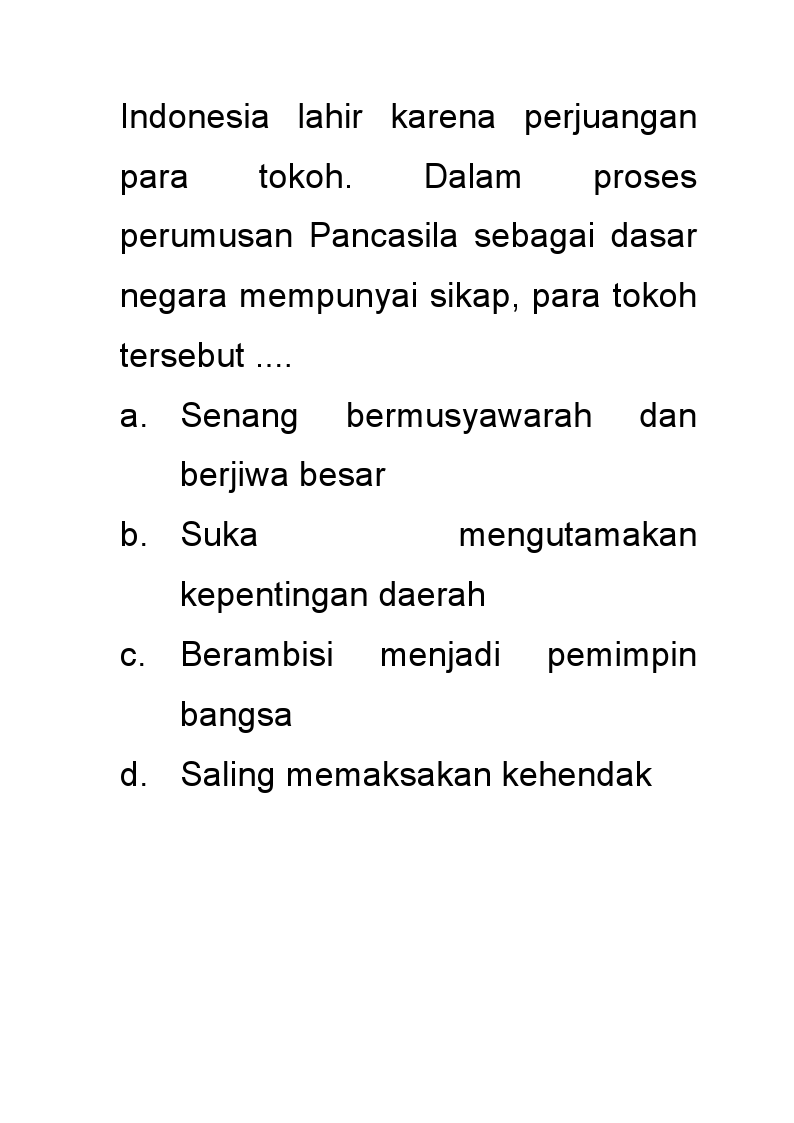 Indonesia lahir karena perjuangan
para tokoh. Dalam proses
perumusan Pancasila sebagai dasar
negara mempunyai sikap, para tokoh
tersebut ....
a. Senang bermusyawarah dan
berjiwa besar
b. Suka mengutamakan
kepentingan daerah
c. Berambisi menjadi pemimpin
bangsa
d. Saling memaksakan kehendak